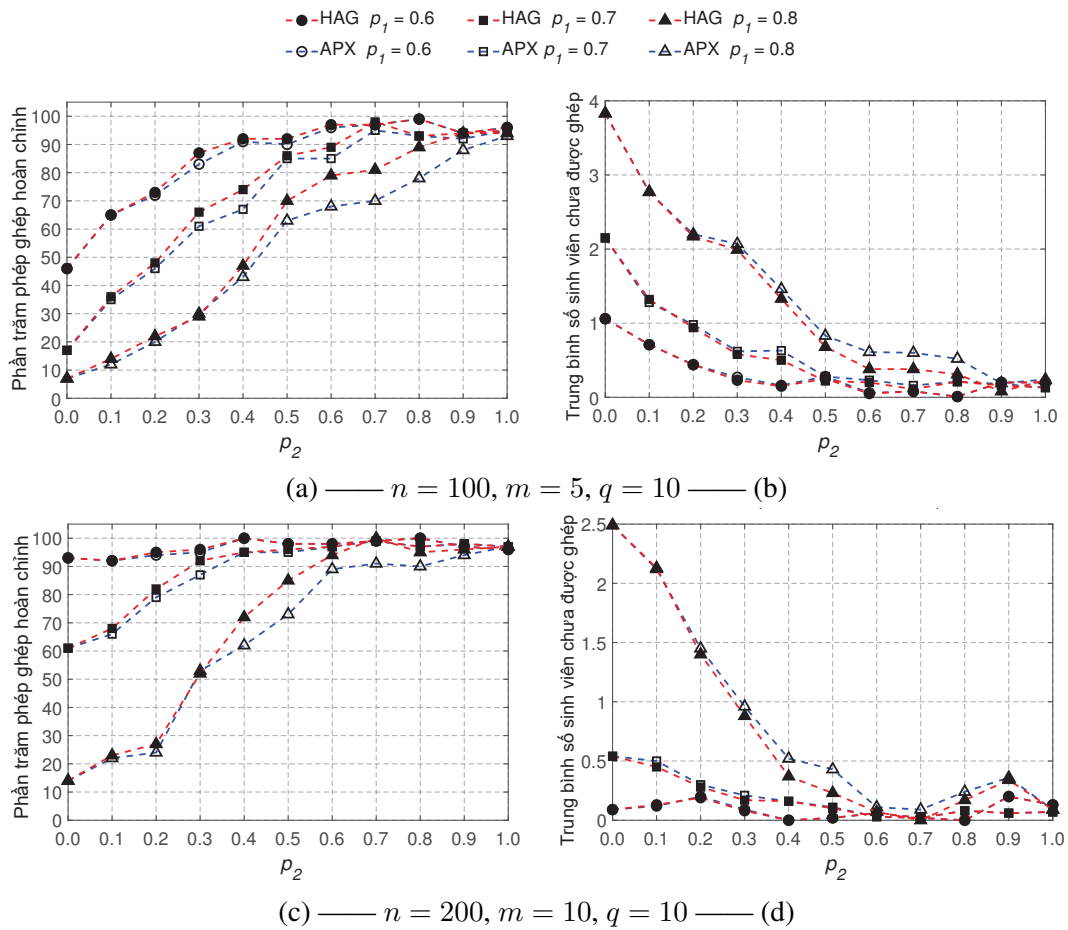 HAG p1 = 0.6 HAG p1 = 0.7 HAG p1 = 0.8
APX p1 = 0.6 APX p1 = 0.7 APX p1 = 0.8
Phần trăm phép ghép hoàn chỉnh
100
90
80
70
60
50
40
30
20
10
0
0.0 0.1 0.2 0.3 0.4 0.5 0.6 0.7 0.8 0.9 1.0
p2
Trung bình số sinh viên chưa được ghép
4
3
2
1
0
0.0 0.1 0.2 0.3 0.4 0.5 0.6 0.7 0.8 0.9 1.0
p2
(a) —— n = 100, m = 5, q = 10 —— (b)
Phần trăm phép ghép hoàn chỉnh
100
90
80
70
60
50
40
30
20
10
0
0.0 0.1 0.2 0.3 0.4 0.5 0.6 0.7 0.8 0.9 1.0
p2
Trung bình số sinh viên chưa được ghép
2.5
2
1.5
1
0.5
0
0.0 0.1 0.2 0.3 0.4 0.5 0.6 0.7 0.8 0.9 1.0
p2
(c) —— n = 200, m = 10, q = 10 —— (d)